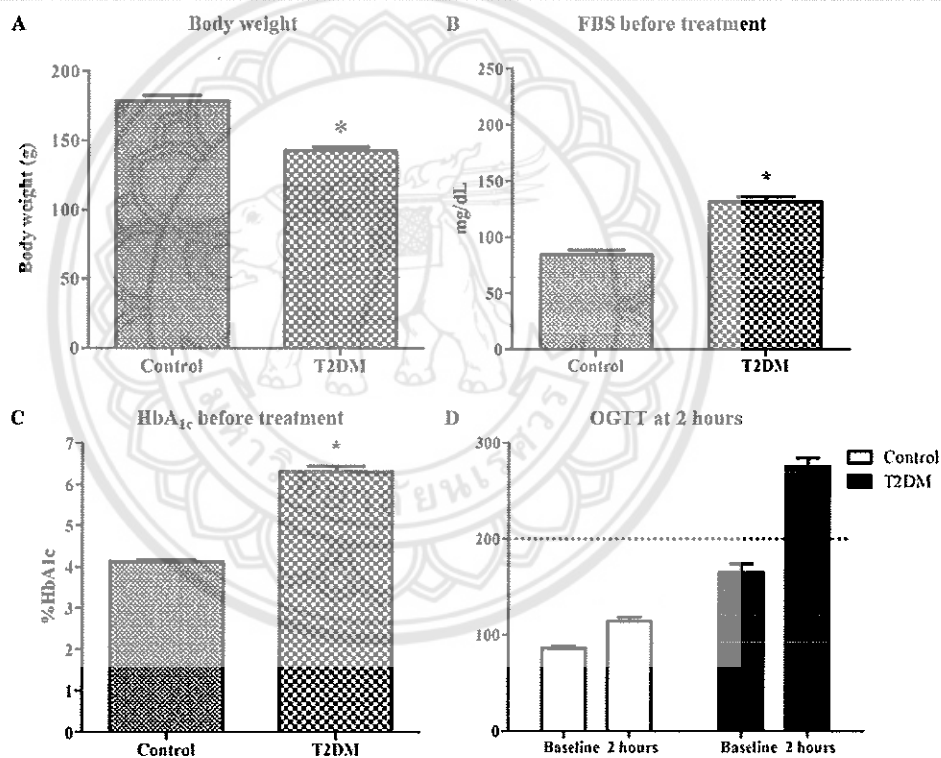 A Body weight
Body weight (g)
200
150
100
50
0
*
Control T2DM
B FBS before treatment
mg/dL
250
200
150
100
50
0
*
Control T2DM
C HbA1c before treatment
%HbA1c
7
6
5
4
3
2
1
0
*
Control T2DM
D OGTT at 2 hours
300
200
100
0
Control
T2DM
Baseline 2 hours Baseline 2 hours